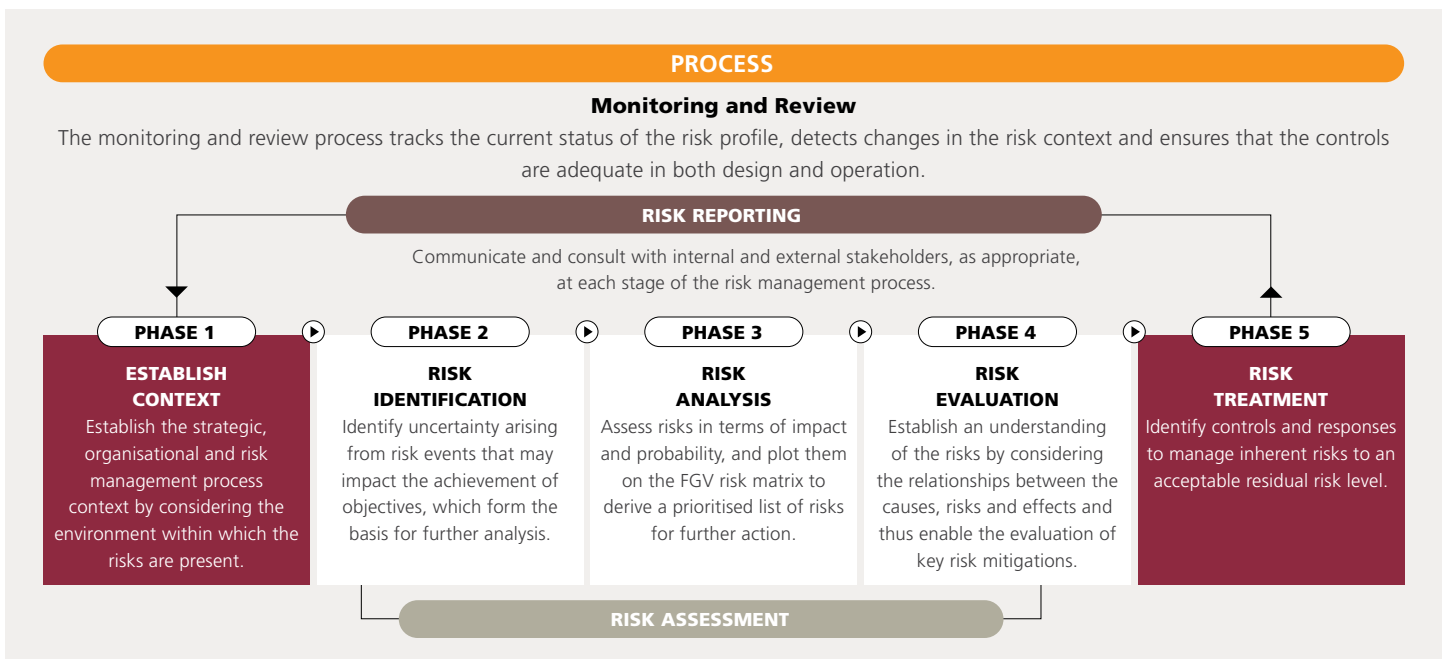 PROCESS
Monitoring and Review
The monitoring and review process tracks the current status of the risk profile, detects changes in the risk context and ensures that the controls
are adequate in both design and operation.
RISK REPORTING
Communicate and consult with internal and external stakeholders, as appropriate,
at each stage of the risk management process.
PHASE 1
ESTABLISH
CONTEXT
Establish the strategic,
organisational and risk
management process
context by considering the
environment within which the
risks are present.
PHASE 2
RISK
IDENTIFICATION
Identify uncertainty arising
from risk events that may
impact the achievement of
objectives, which form the
basis for further analysis.
PHASE 3
RISK
ANALYSIS
Assess risks in terms of impact
and probability, and plot them
on the FGV risk matrix to
derive a prioritised list of risks
for further action.
PHASE 4
RISK
EVALUATION
Establish an understanding
of the risks by considering
the relationships between the
causes, risks and effects and
thus enable the evaluation of
key risk mitigations.
PHASE 5
RISK
TREATMENT
Identify controls and responses
to manage inherent risks to an
acceptable residual risk level.
RISK ASSESSMENT